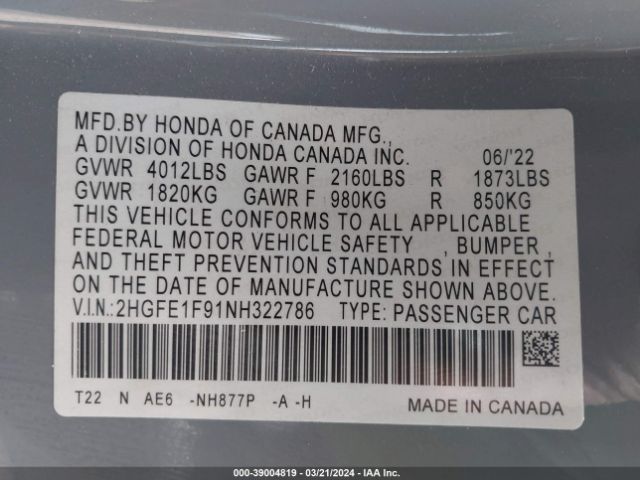 MFD.BY HONDA OF CANADA MFG.,
A DIVISION OF HONDA CANADA INC. 06/'22
GVWR 4012LBS GAWR F 2160LBS R 1873LBS
GVWR 1820KG GAWR F 980KG R 850KG
THIS VEHICLE CONFORMS TO ALL APPLICABLE
FEDERAL MOTOR VEHICLE SAFETY , BUMPER ,
AND THEFT PREVENTION STANDARDS IN EFFECT
ON THE DATE OF MANUFACTURE SHOWN ABOVE.
V.I.N.:2HGFE1F91NH322786 TYPE: PASSENGER CAR
T22 N AE6 -NH877P -A -H
MADE IN CANADA
000-39004819 – 03/21/2024 - IAA Inc.